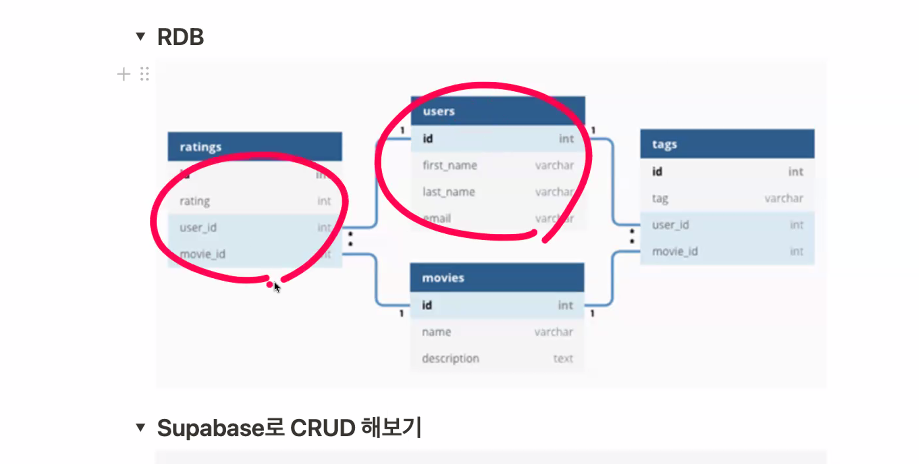 RDB
ratings
id int
rating int
user_id int
movie_id int
users
id int
first_name varchar
last_name varchar
email varchar
tags
id int
tag varchar
user_id int
movie_id int
movies
id int
name varchar
description text
1
1
1
1
Supabase로 CRUD 해보기